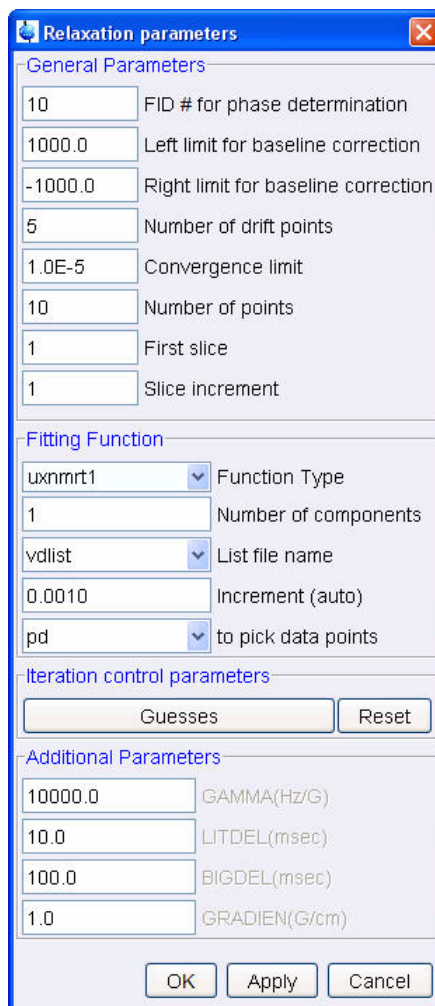 Relaxation parameters
General Parameters
10 FID # for phase determination
1000.0 Left limit for baseline correction
-1000.0 Right limit for baseline correction
5 Number of drift points
1.0E-5 Convergence limit
10 Number of points
1 First slice
1 Slice increment
Fitting Function
uxnmrt1 Function Type
1 Number of components
vdlist List file name
0.0010 Increment (auto)
pd to pick data points
Iteration control parameters
Guesses Reset
Additional Parameters
10000.0 GAMMA(Hz/G)
10.0 LITDEL(msec)
100.0 BIGDEL(msec)
1.0 GRADIEN(G/cm)
OK Apply Cancel